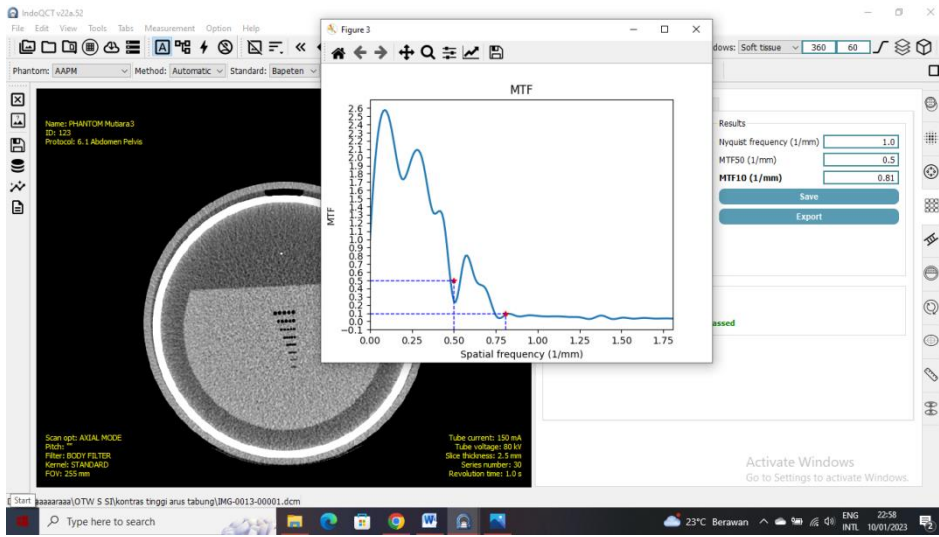 IndoQCT v22a.52
File Edit View Tools Tabs Measurement Option Help
Windows: Soft tissue 360 60
Phantom: AAPM Method: Automatic Standard: Bapeten
Figure 3
MTF
2.6
2.5
2.3
2.2
2.1
2.0
1.9
1.8
1.7
1.6
1.5
1.4
1.3
1.2
1.1
1.0
0.9
0.8
0.7
0.6
0.5
0.4
0.3
0.2
0.1
0.0
−0.1
MTF
0.00 0.25 0.50 0.75 1.00 1.25 1.50 1.75
Spatial frequency (1/mm)
Results
Nyquist frequency (1/mm) 1.0
MTF50 (1/mm) 0.5
MTF10 (1/mm) 0.81
Save
Export
assed
Name: PHANTOM Mutiara3
ID: 123
Protocol: 6.1 Abdomen Pelvis
Scan opt: AXIAL MODE
Pitch: ""
Filter: BODY FILTER
Kernel: STANDARD
FOV: 255 mm
Tube current: 150 mA
Tube voltage: 80 kV
Slice thickness: 2.5 mm
Series number: 30
Revolution time: 1.0 s
Activate Windows
Go to Settings to activate Windows.
Start
aaaaaraaa\OTW S SI\kontras tinggi arus tabung\IMG-0013-00001.dcm
Type here to search
23°C Berawan
ENG
INTL
22:58
10/01/2023